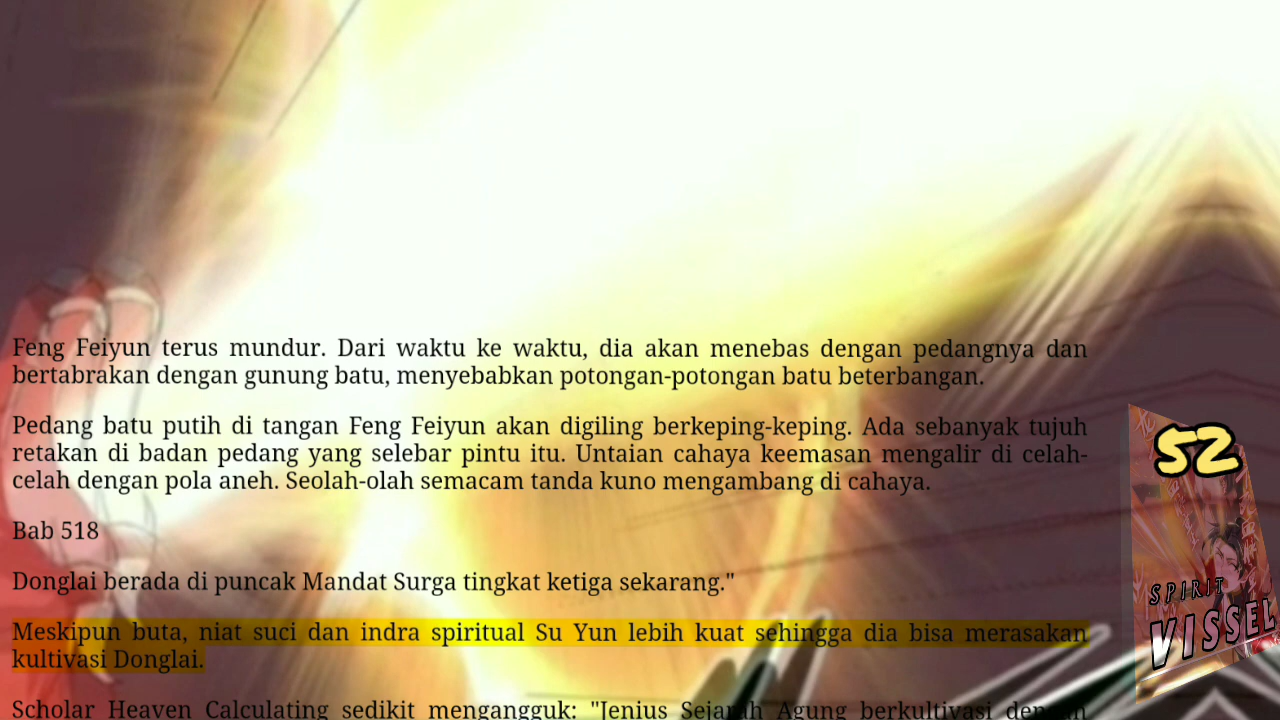 Feng Feiyun terus mundur. Dari waktu ke waktu, dia akan menebas dengan pedangnya dan
bertabrakan dengan gunung batu, menyebabkan potongan-potongan batu beterbangan.
Pedang batu putih di tangan Feng Feiyun akan digiling berkeping-keping. Ada sebanyak tujuh
retakan di badan pedang yang selebar pintu itu. Untaian cahaya keemasan mengalir di celah-
celah dengan pola aneh. Seolah-olah semacam tanda kuno mengambang di cahaya.
Bab 518
Donglai berada di puncak Mandat Surga tingkat ketiga sekarang."
Meskipun buta, niat suci dan indra spiritual Su Yun lebih kuat sehingga dia bisa merasakan
kultivasi Donglai.
Scholar Heaven Calculating sedikit mengangguk: "Jenius Sejarah Agung berkultivasi dengan
S2
SPIRIT
VISSEL